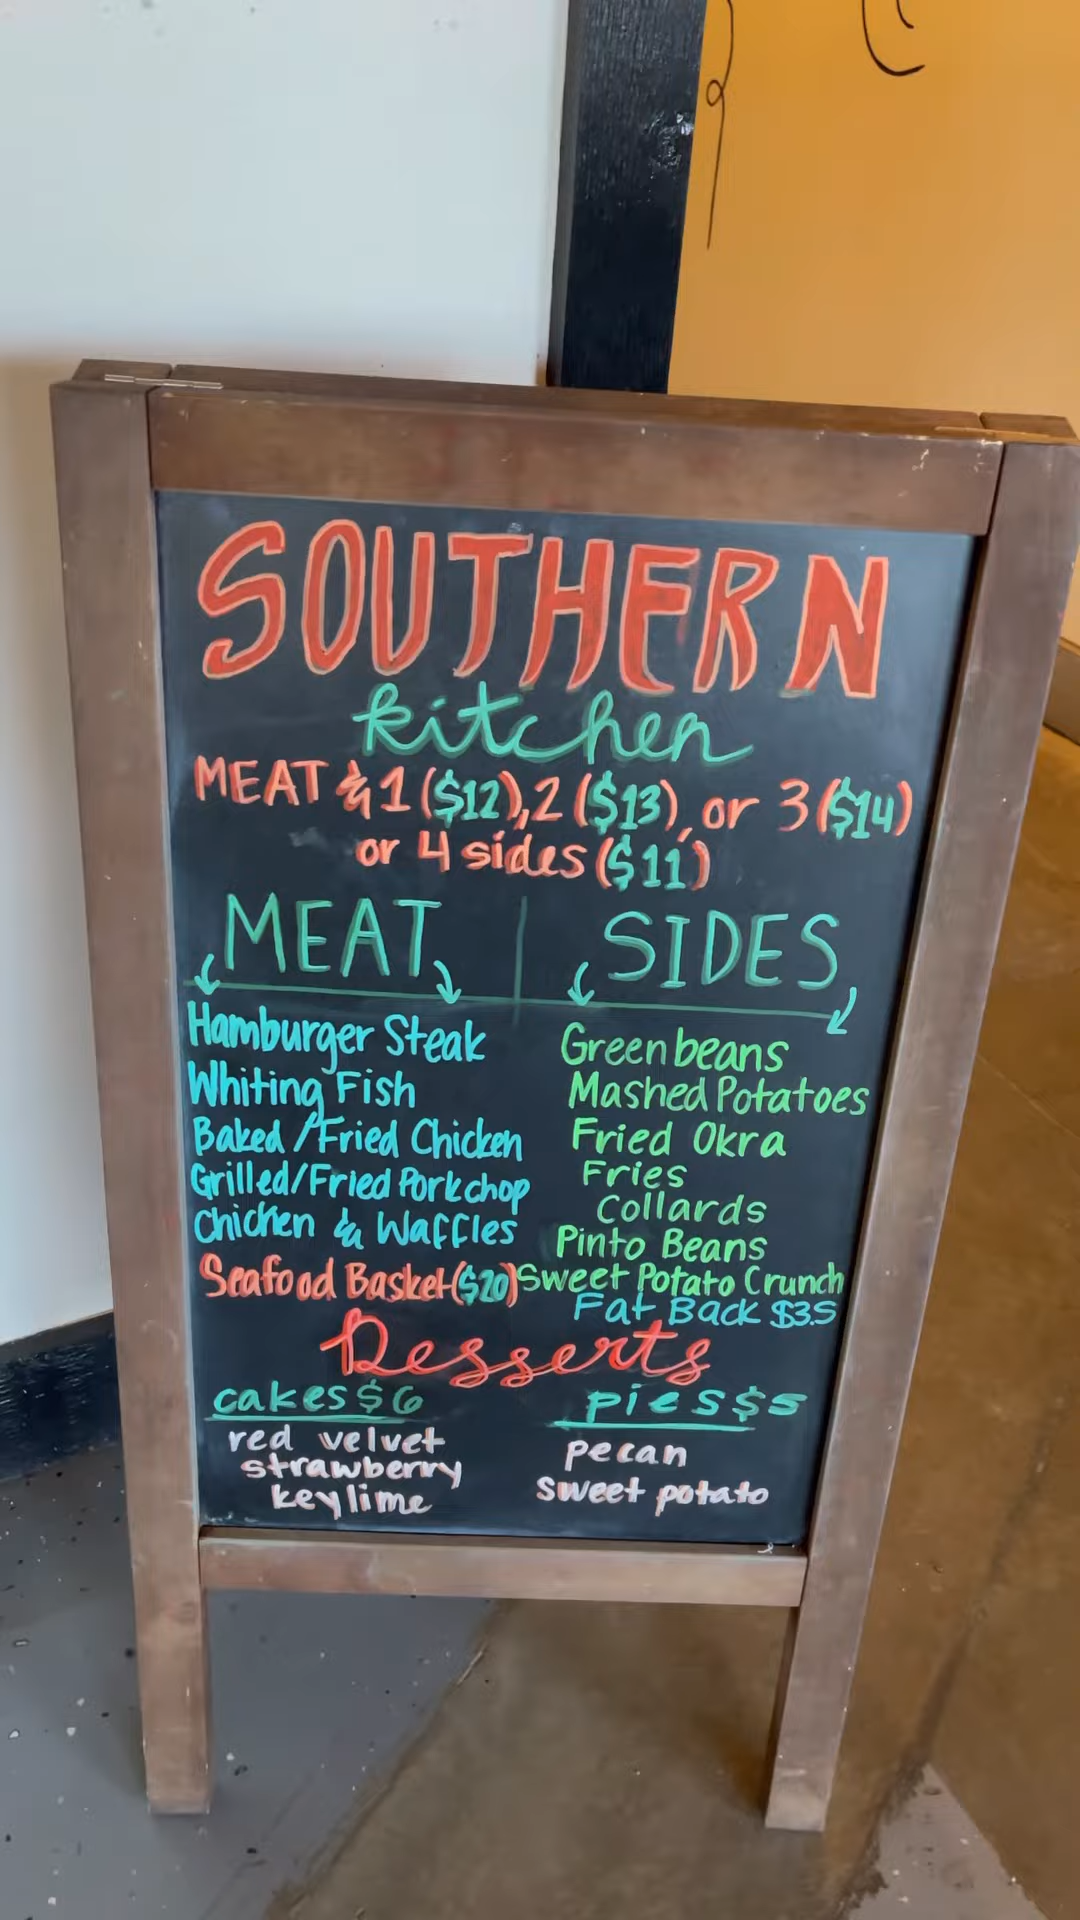 SOUTHERN
kitchen
MEAT & 1 ($12), 2 ($13), or 3 ($14)
or 4 sides ($11)
MEAT
Hamburger Steak
Whiting Fish
Baked/Fried Chicken
Grilled/Fried Porkchop
Chicken & Waffles
Seafood Basket ($20)
SIDES
Green beans
Mashed Potatoes
Fried Okra
Fries
Collards
Pinto Beans
Sweet Potato Crunch
Fat Back $3.5
Desserts
cakes $6
red velvet
strawberry
keylime
pies $5
pecan
sweet potato